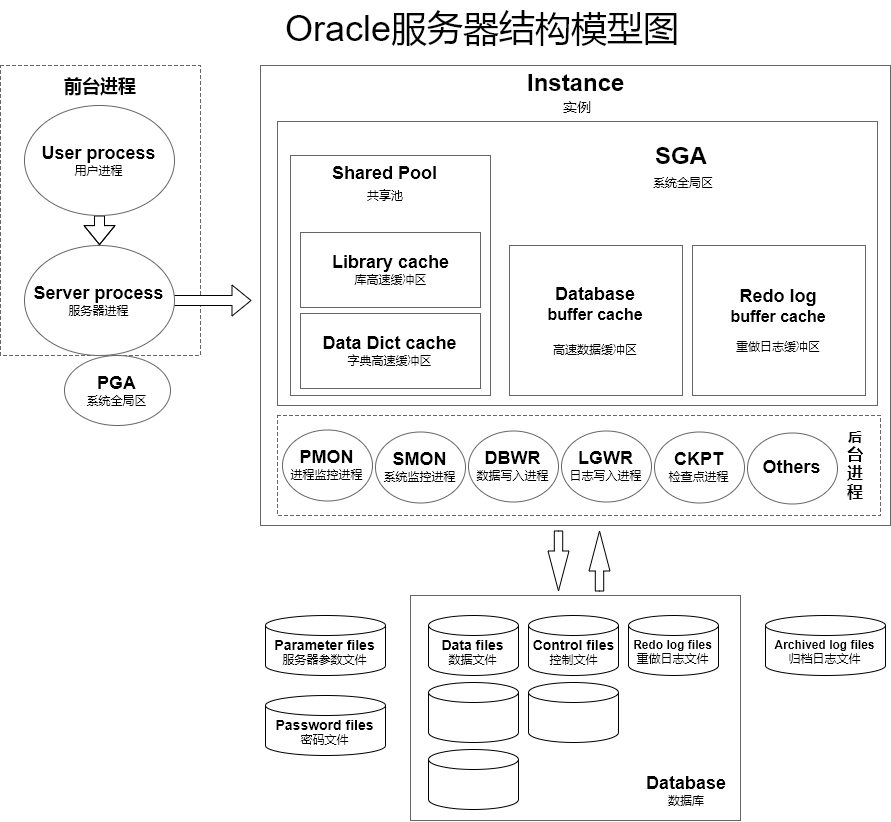 Oracle服务器结构模型图
前台进程
User process
用户进程
Server process
服务器进程
PGA
系统全局区
Instance
实例
SGA
系统全局区
Shared Pool
共享池
Library cache
库高速缓冲区
Data Dict cache
字典高速缓冲区
Database
buffer cache
高速数据缓冲区
Redo log
buffer cache
重做日志缓冲区
PMON
进程监控进程
SMON
系统监控进程
DBWR
数据写入进程
LGWR
日志写入进程
CKPT
检查点进程
Others
后台进程
Parameter files
服务器参数文件
Password files
密码文件
Data files
数据文件
Control files
控制文件
Redo log files
重做日志文件
Database
数据库
Archived log files
归档日志文件